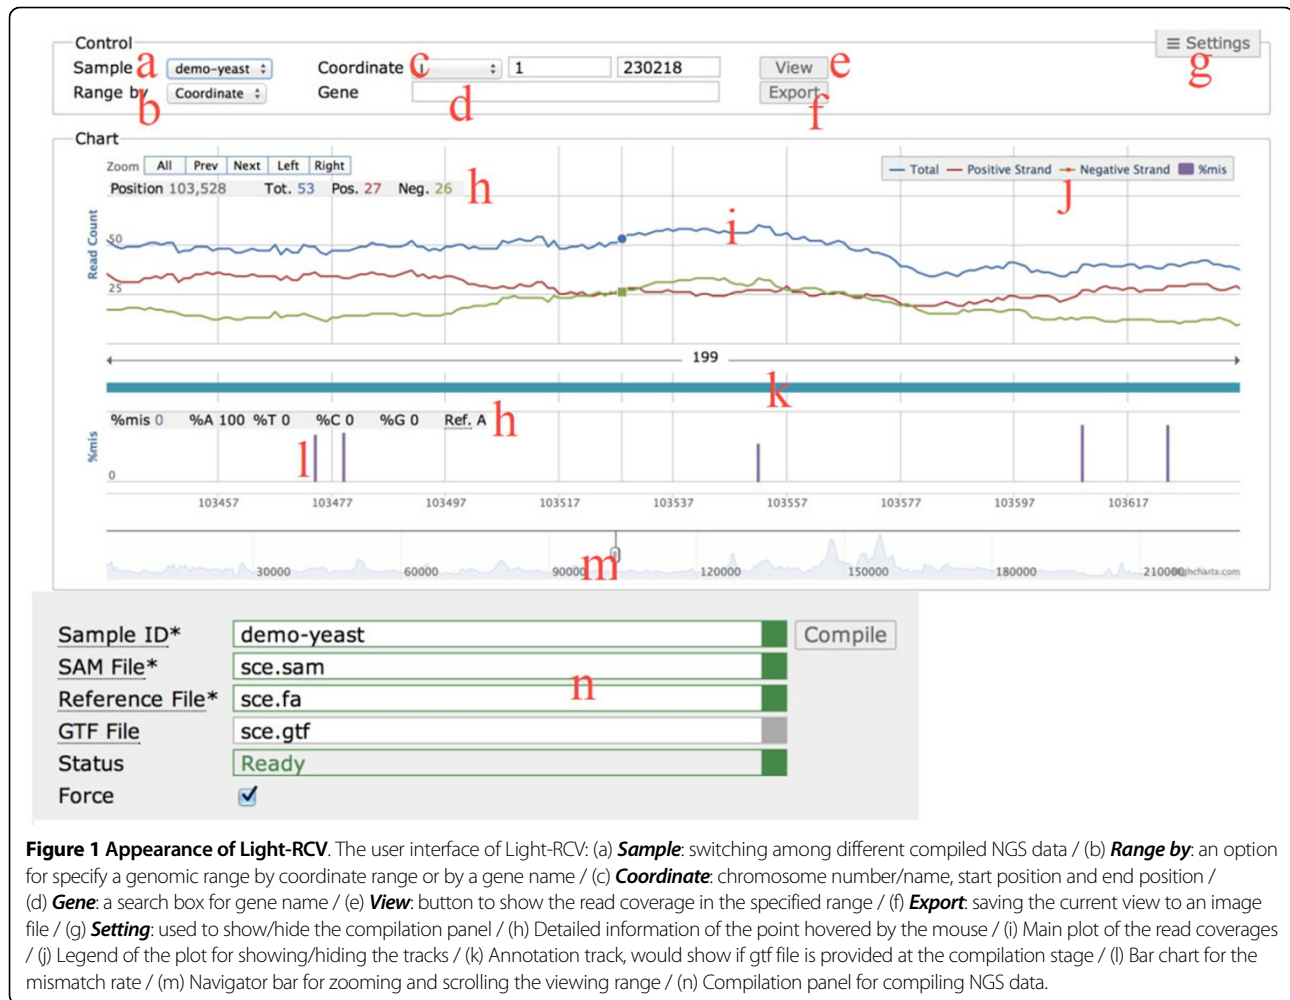 Control
Settings
Sample a demo-yeast Coordinate c I 1 230218 View e
g
Range by b Coordinate Gene d Export f
Chart
Zoom All Prev Next Left Right
Total Positive Strand Negative Strand %mis
Position 103,528 Tot. 53 Pos. 27 Neg. 26 h
j
i
Read Count
50
25
199
k
%mis 0 %A 100 %T 0 %C 0 %G 0 Ref. A h
%mis
l
0
103457 103477 103497 103517 103537 103557 103577 103597 103617
m
30000 60000 90000 120000 150000 180000 210000 ghcharts.com
Sample ID* demo-yeast Compile
SAM File* sce.sam
n
Reference File* sce.fa
GTF File sce.gtf
Status Ready
Force
Figure 1 Appearance of Light-RCV. The user interface of Light-RCV: (a) Sample: switching among different compiled NGS data / (b) Range by: an option
for specify a genomic range by coordinate range or by a gene name / (c) Coordinate: chromosome number/name, start position and end position /
(d) Gene: a search box for gene name / (e) View: button to show the read coverage in the specified range / (f) Export: saving the current view to an image
file / (g) Setting: used to show/hide the compilation panel / (h) Detailed information of the point hovered by the mouse / (i) Main plot of the read coverages
/ (j) Legend of the plot for showing/hiding the tracks / (k) Annotation track, would show if gtf file is provided at the compilation stage / (l) Bar chart for the
mismatch rate / (m) Navigator bar for zooming and scrolling the viewing range / (n) Compilation panel for compiling NGS data.